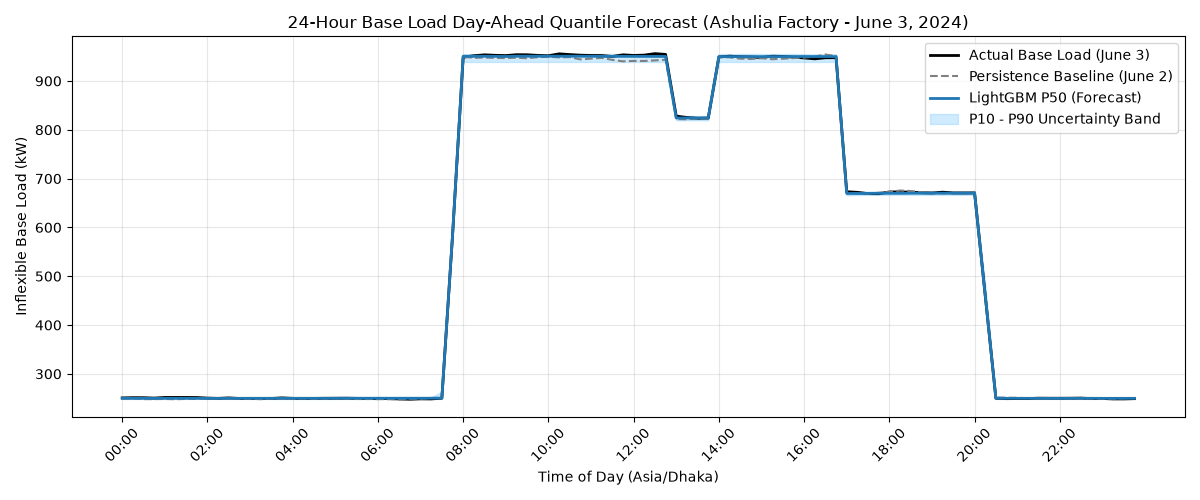 24-Hour Base Load Day-Ahead Quantile Forecast (Ashulia Factory - June 3, 2024)
Inflexible Base Load (kW)
900
800
700
600
500
400
300
Actual Base Load (June 3)
Persistence Baseline (June 2)
LightGBM P50 (Forecast)
P10 - P90 Uncertainty Band
00:00
02:00
04:00
06:00
08:00
10:00
12:00
14:00
16:00
18:00
20:00
22:00
Time of Day (Asia/Dhaka)